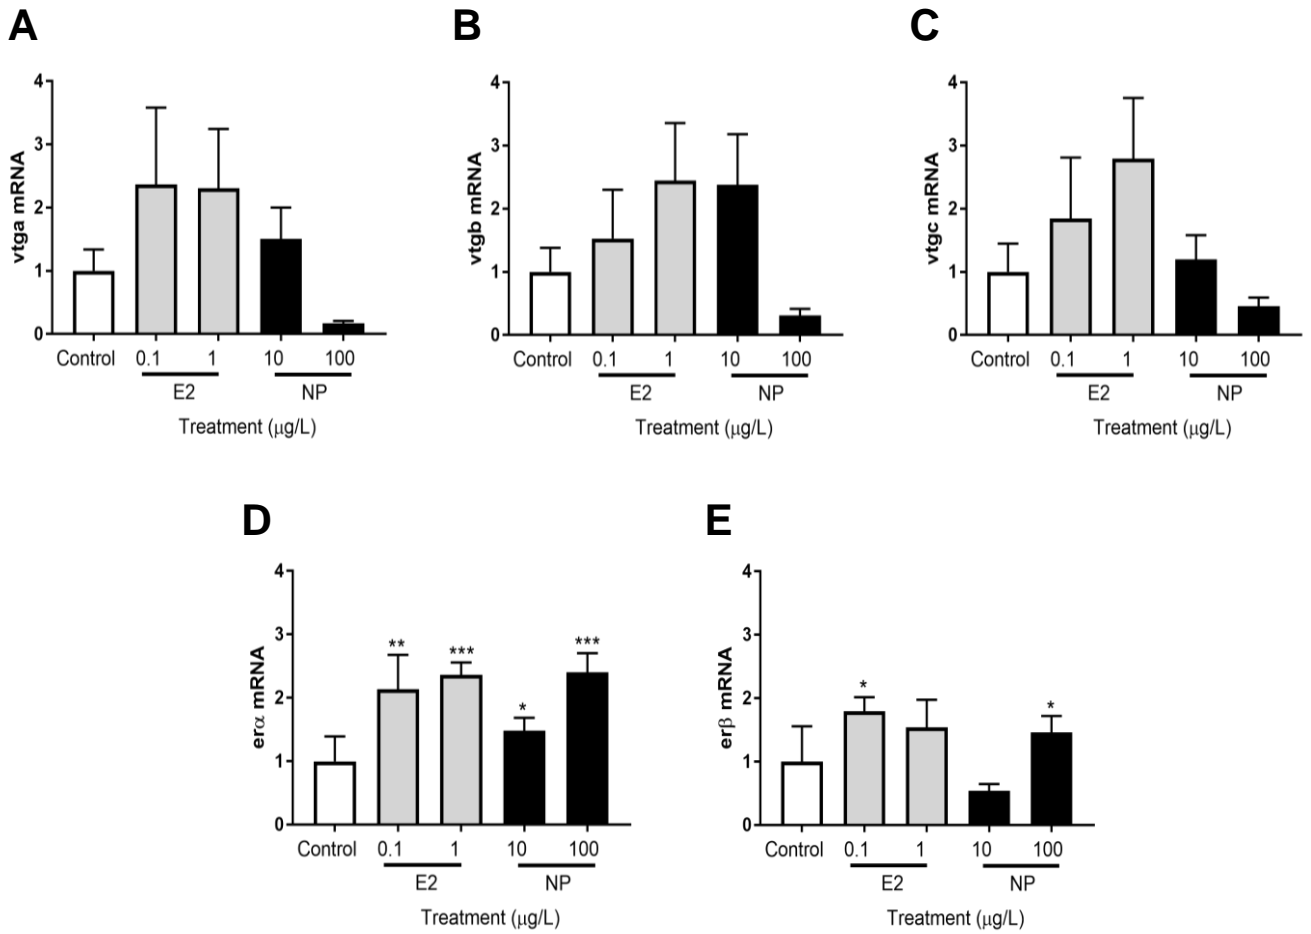 A
B
C
vtga mRNA
4
3
2
1
0
Control 0.1 1 10 100
E2 NP
Treatment (μg/L)
vtgb mRNA
4
3
2
1
0
Control 0.1 1 10 100
E2 NP
Treatment (μg/L)
vtgc mRNA
4
3
2
1
0
Control 0.1 1 10 100
E2 NP
Treatment (μg/L)
D
E
erα mRNA
4
3
2
1
0
** *** * ***
Control 0.1 1 10 100
E2 NP
Treatment (μg/L)
erβ mRNA
4
3
2
1
0
* *
Control 0.1 1 10 100
E2 NP
Treatment (μg/L)